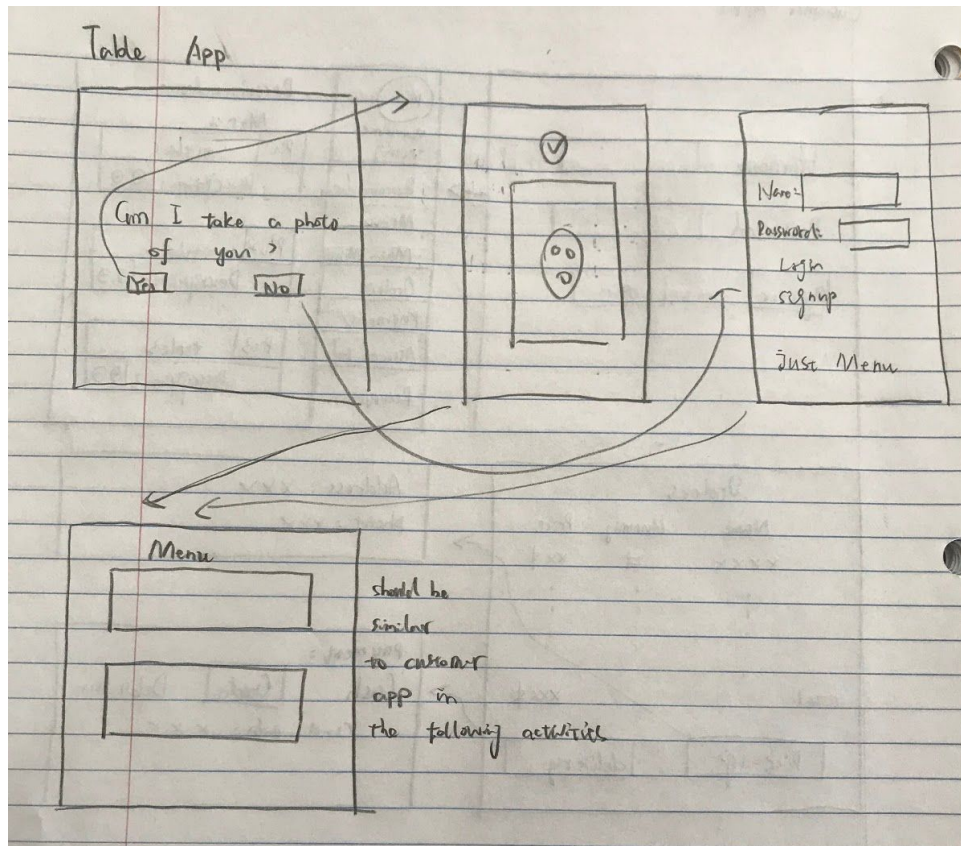 Table App
Can I take a photo
of you?
Yes
No
Name:
Password:
Login
signup
Just Menu
Menu
should be
similar
to customer
app in
the following activities